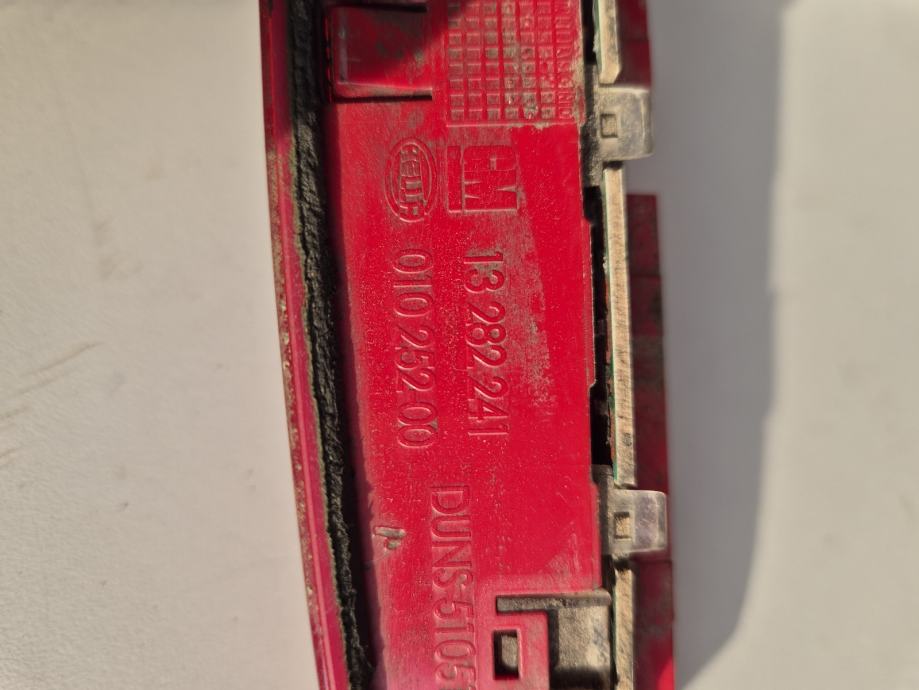 GM
HELLA
13 282 241
010 252-00
DUNS-5105